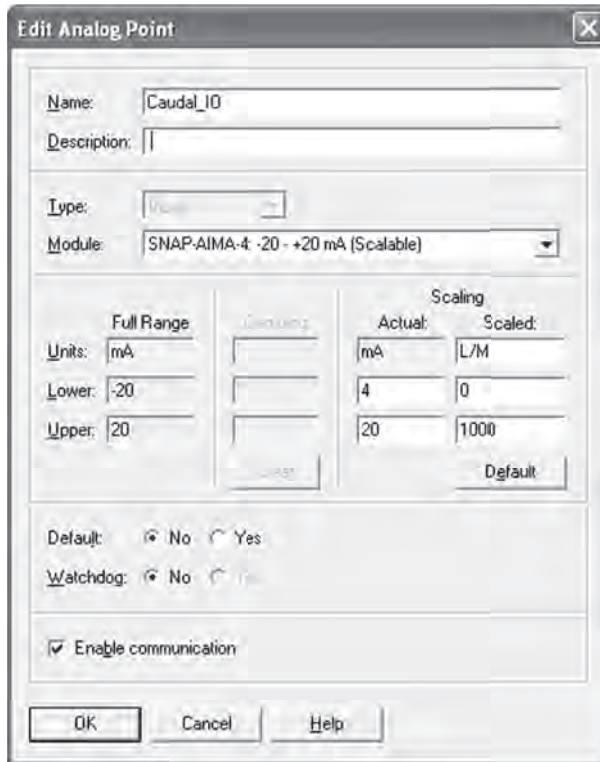 Edit Analog Point
Name: Caudal_IO
Description:
Type:
Module: SNAP-AIMA-4: -20 - +20 mA (Scalable)
Scaling
Full Range Actual: Scaled:
Units: mA mA L/M
Lower: -20 4 0
Upper: 20 20 1000
Default
Default: No Yes
Watchdog: No
Enable communication
OK Cancel Help